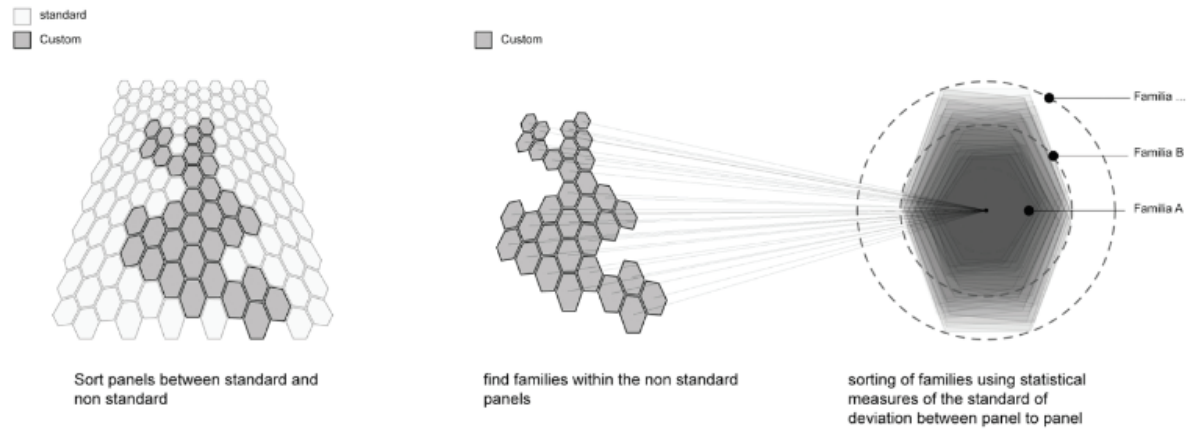 standard
Custom
Custom
Familia ...
Familia B
Familia A
Sort panels between standard and
non standard
find families within the non standard
panels
sorting of families using statistical
measures of the standard of
deviation between panel to panel